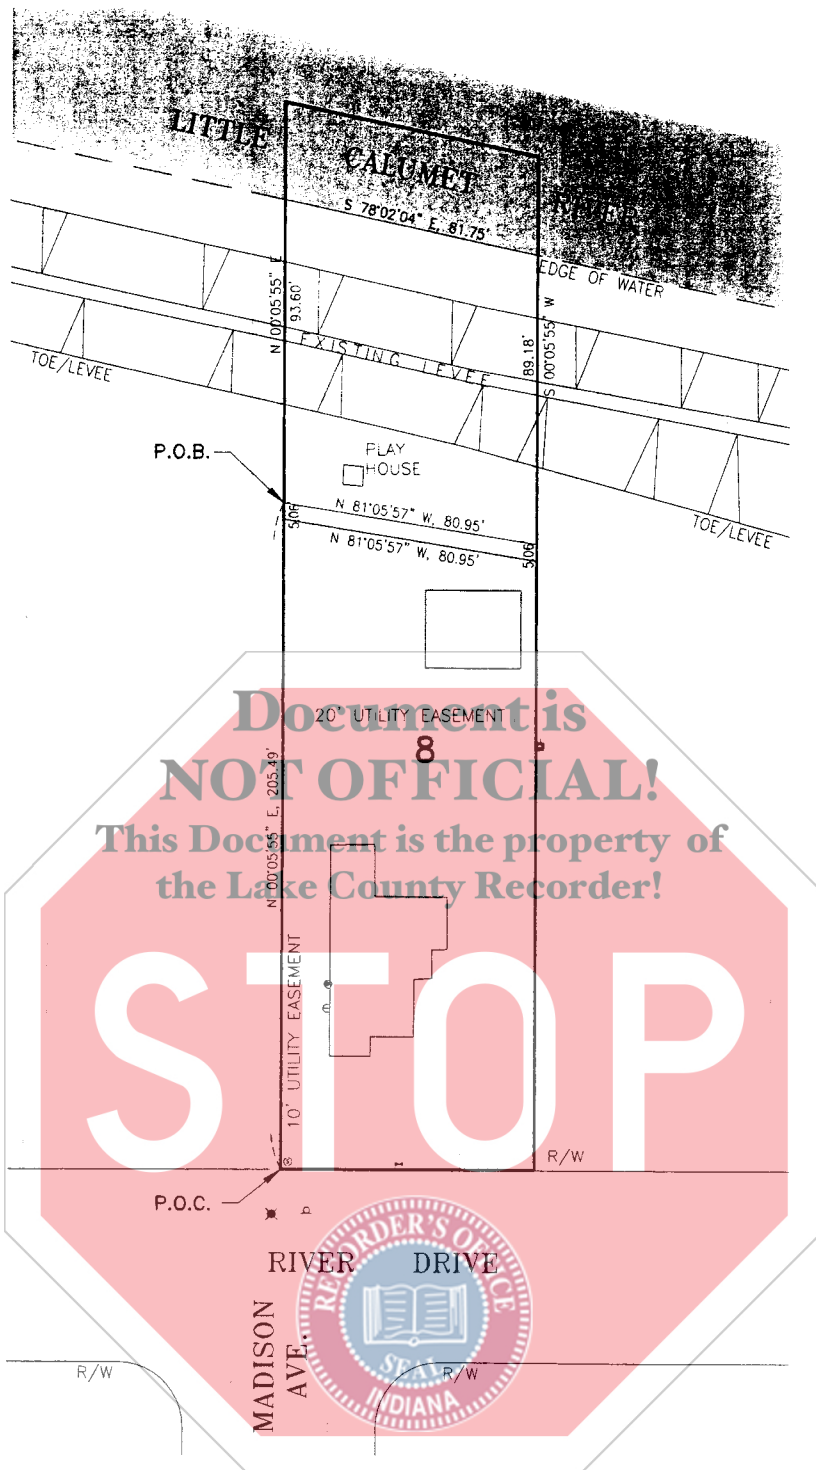 LITTLE
CALUMET
RIVER
S 78°02'04" E, 81.75'
EDGE OF WATER
N 00°05'55" E
93.60'
89.18'
S 00°05'55" W
EXISTING LEVEE
TOE/LEVEE
P.O.B.
PLAY
HOUSE
N 81°05'57" W, 80.95'
5.06
N 81°05'57" W, 80.95'
5.06
TOE/LEVEE
Document is
20' UTILITY EASEMENT
8
NOT OFFICIAL!
N 00°05'55" E, 205.49'
This Document is the property of
the Lake County Recorder!
STOP
10' UTILITY EASEMENT
R/W
P.O.C.
RECORDER'S OFFICE
SEAL
INDIANA
RIVER DRIVE
MADISON
AVE.
R/W
R/W